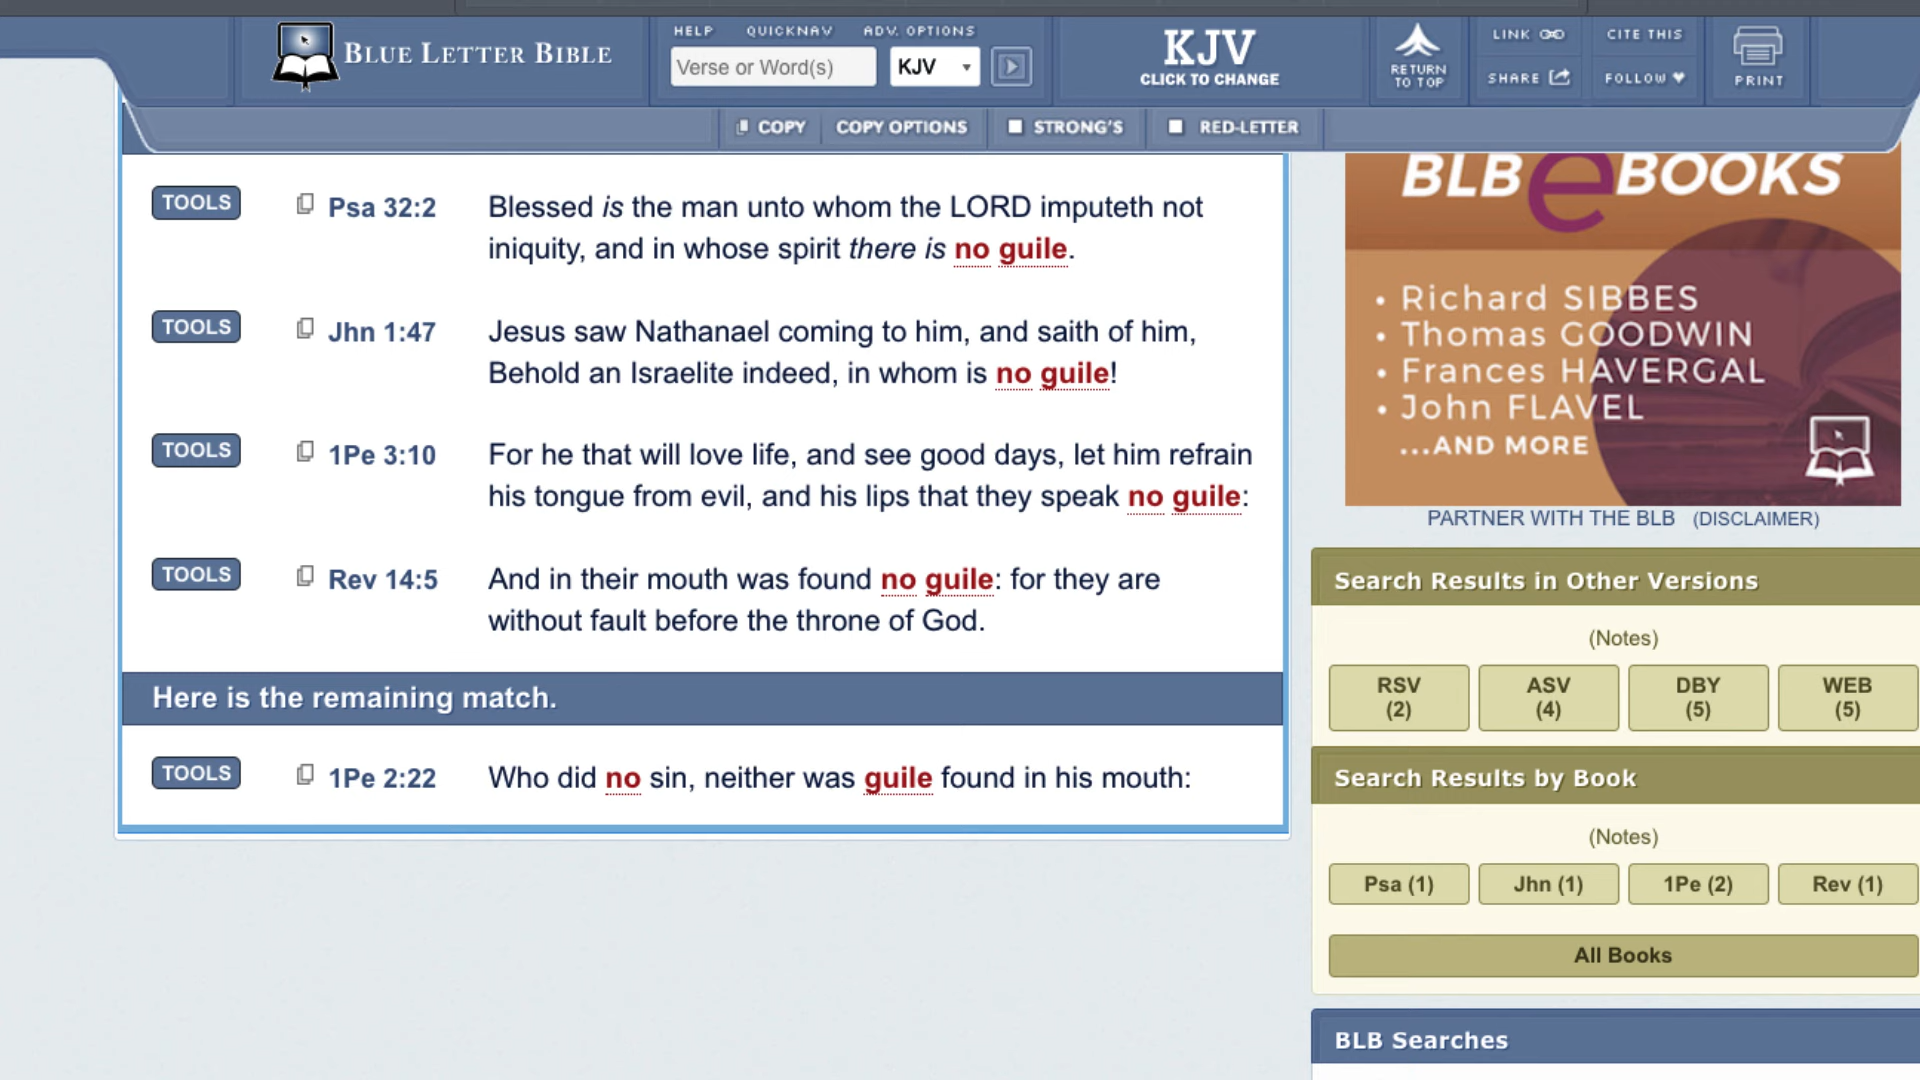 BLUE LETTER BIBLE
HELP QUICKNAV ADV. OPTIONS
Verse or Word(s) KJV
KJV
CLICK TO CHANGE
RETURN
TO TOP
LINK
SHARE
CITE THIS
FOLLOW
PRINT
COPY COPY OPTIONS STRONG'S RED-LETTER
TOOLS Psa 32:2 Blessed is the man unto whom the LORD imputeth not
iniquity, and in whose spirit there is no guile.
TOOLS Jhn 1:47 Jesus saw Nathanael coming to him, and saith of him,
Behold an Israelite indeed, in whom is no guile!
TOOLS 1Pe 3:10 For he that will love life, and see good days, let him refrain
his tongue from evil, and his lips that they speak no guile:
TOOLS Rev 14:5 And in their mouth was found no guile: for they are
without fault before the throne of God.
Here is the remaining match.
TOOLS 1Pe 2:22 Who did no sin, neither was guile found in his mouth:
BLB eBOOKS
• Richard SIBBES
• Thomas GOODWIN
• Frances HAVERGAL
• John FLAVEL
...AND MORE
PARTNER WITH THE BLB (DISCLAIMER)
Search Results in Other Versions
(Notes)
RSV
(2)
ASV
(4)
DBY
(5)
WEB
(5)
Search Results by Book
(Notes)
Psa (1) Jhn (1) 1Pe (2) Rev (1)
All Books
BLB Searches